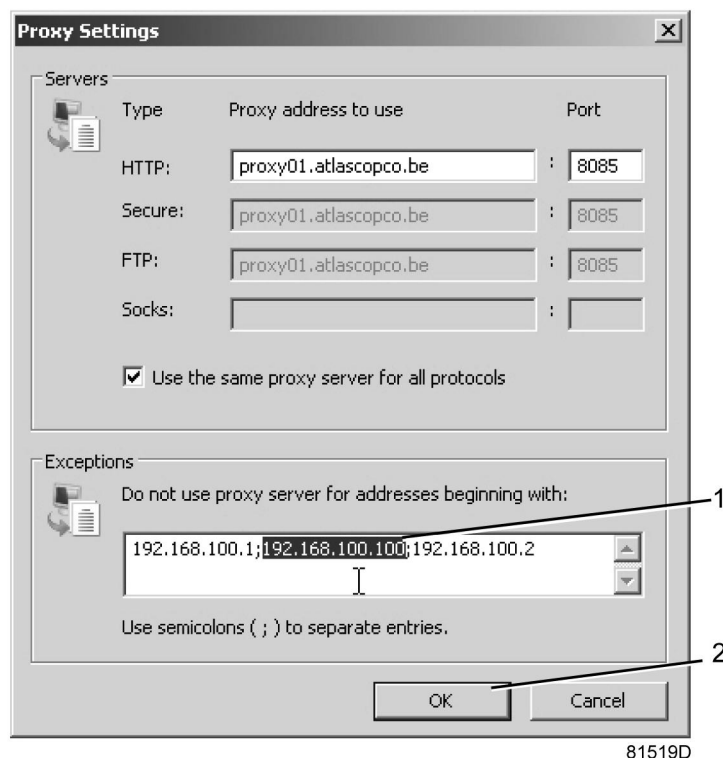 Proxy Settings
Servers
Type Proxy address to use Port
HTTP: proxy01.atlascopco.be : 8085
Secure: proxy01.atlascopco.be : 8085
FTP: proxy01.atlascopco.be : 8085
Socks: :
Use the same proxy server for all protocols
Exceptions
Do not use proxy server for addresses beginning with:
1
192.168.100.1;192.168.100.100;192.168.100.2
Use semicolons ( ; ) to separate entries.
2
OK Cancel
81519D